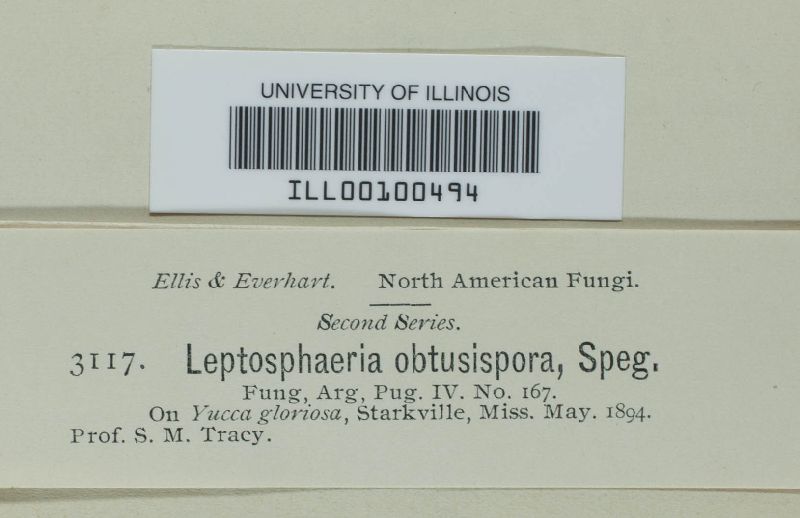 UNIVERSITY OF ILLINOIS
ILL00100494
Ellis & Everhart. North American Fungi.
Second Series.
3117. Leptosphaeria obtusispora, Speg.
Fung, Arg, Pug. IV. No. 167.
On Yucca gloriosa, Starkville, Miss. May. 1894.
Prof. S. M. Tracy.